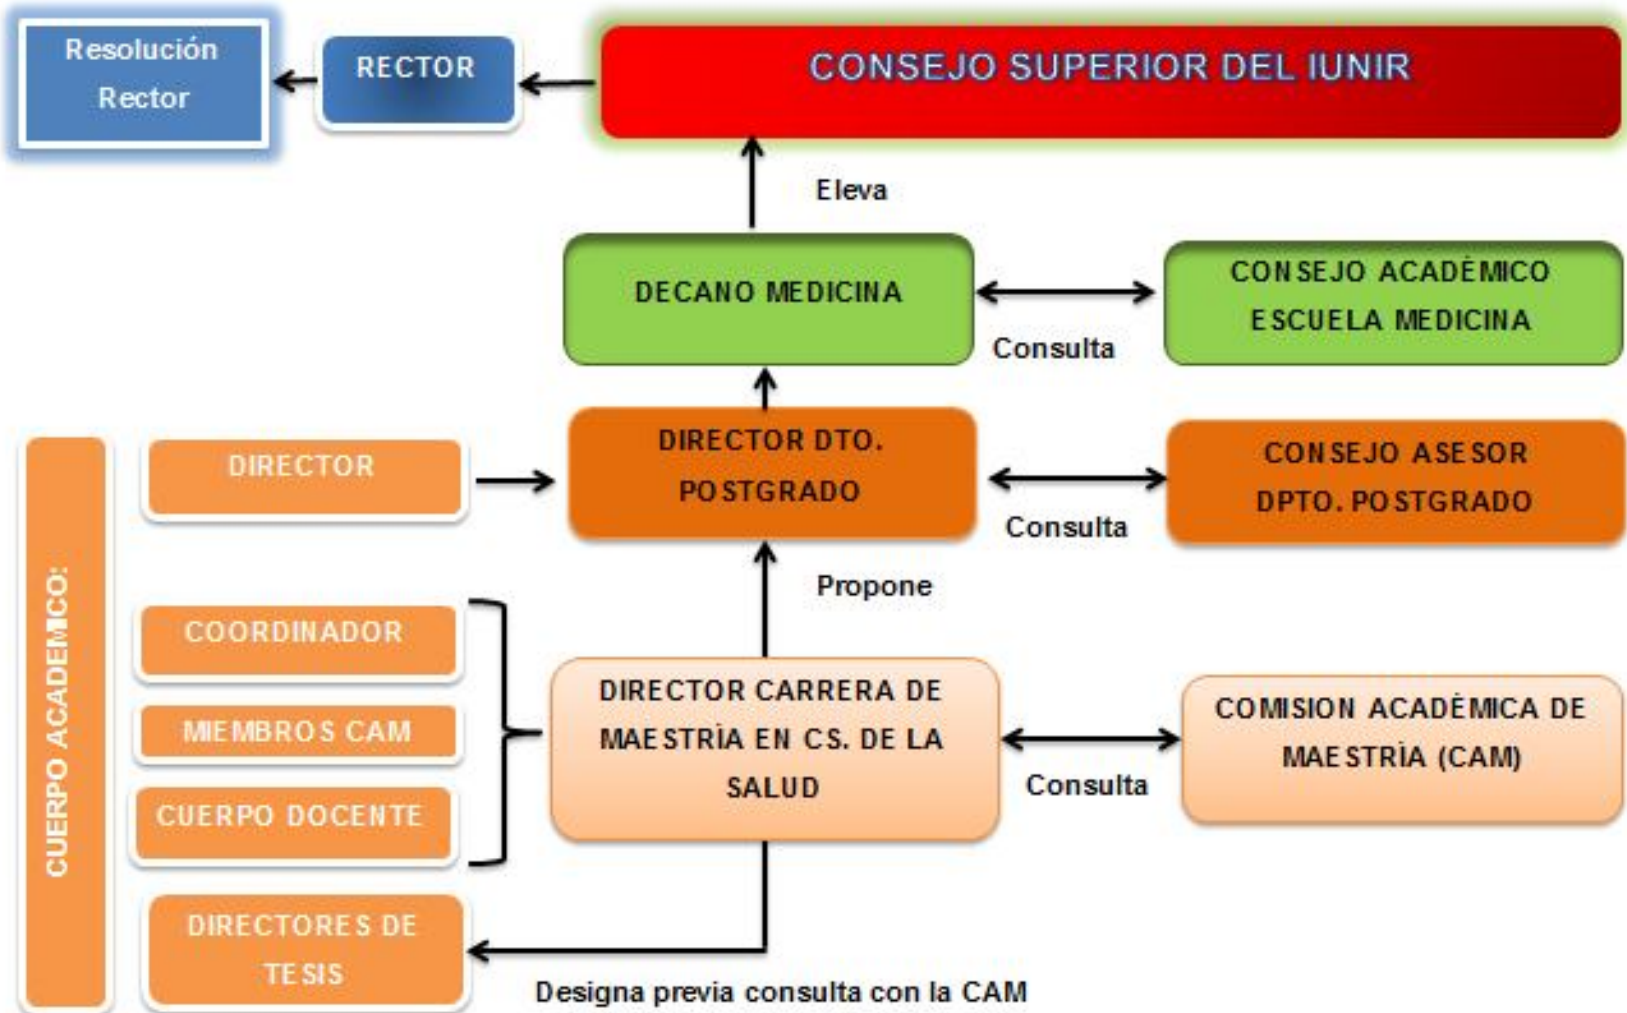 Resolución
Rector
RECTOR
CONSEJO SUPERIOR DEL IUNIR
Eleva
DECANO MEDICINA
CONSEJO ACADÉMICO
ESCUELA MEDICINA
Consulta
CUERPO ACADEMICO:
DIRECTOR
DIRECTOR DTO.
POSTGRADO
CONSEJO ASESOR
DPTO. POSTGRADO
Consulta
Propone
COORDINADOR
MIEMBROS CAM
CUERPO DOCENTE
DIRECTOR CARRERA DE
MAESTRÌA EN CS. DE LA
SALUD
COMISION ACADÉMICA DE
MAESTRÌA (CAM)
Consulta
DIRECTORES DE
TESIS
Designa previa consulta con la CAM